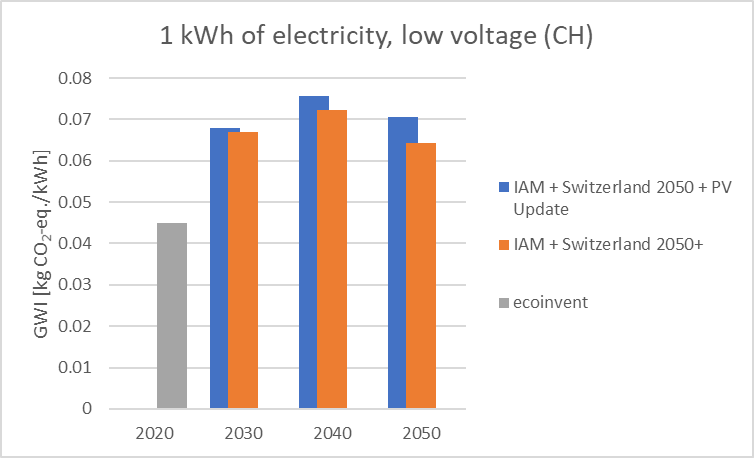 1 kWh of electricity, low voltage (CH)
GWI [kg CO₂-eq./kWh]
0.08
0.07
0.06
0.05
0.04
0.03
0.02
0.01
0
2020
2030
2040
2050
IAM + Switzerland 2050 + PV
Update
IAM + Switzerland 2050+
ecoinvent